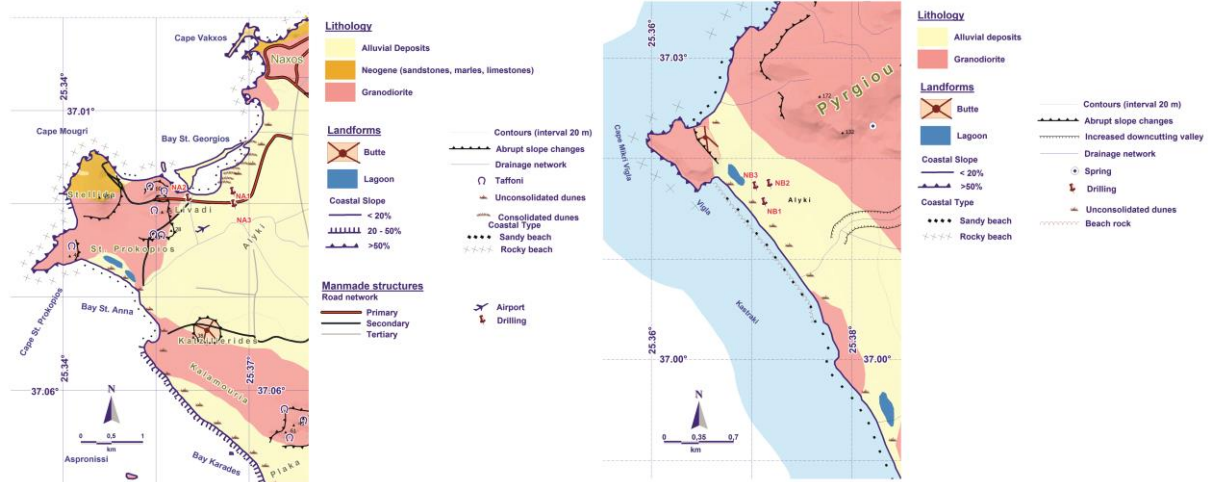 Cape Vakxos
Naxos
25.34°
37.01°
Cape Mougri
Bay St. Georgios
Stellida
NA2
NA1
Livadi
NA3
Alyki
St. Prokopios
Bay St. Anna
Cape St. Prokopios
Katzillerides
Kalamourra
25.34°
25.37°
37.06°
37.06°
N
0 0,5 1
km
Aspronissi
Bay Karades
Plaka
Lithology
Alluvial Deposits
Neogene (sandstones, marles, limestones)
Granodiorite
Landforms
Butte
Lagoon
Coastal Slope
< 20%
20 - 50%
>50%
Contours (interval 20 m)
Abrupt slope changes
Drainage network
Taffoni
Unconsolidated dunes
Consolidated dunes
Coastal Type
Sandy beach
Rocky beach
Manmade structures
Road network
Primary
Secondary
Tertiary
Airport
Drilling
25.36°
37.03°
Pyrgiou
172
132
Cape Mikri Vigla
Vigla
NB3
NB2
NB1
Alyki
Kastraki
25.36°
25.38°
37.00°
37.00°
N
0 0,35 0,7
km
Lithology
Alluvial deposits
Granodiorite
Landforms
Butte
Lagoon
Coastal Slope
< 20%
>50%
Coastal Type
Sandy beach
Rocky beach
Contours (interval 20 m)
Abrupt slope changes
Increased downcutting valley
Drainage network
Spring
Drilling
Unconsolidated dunes
Beach rock